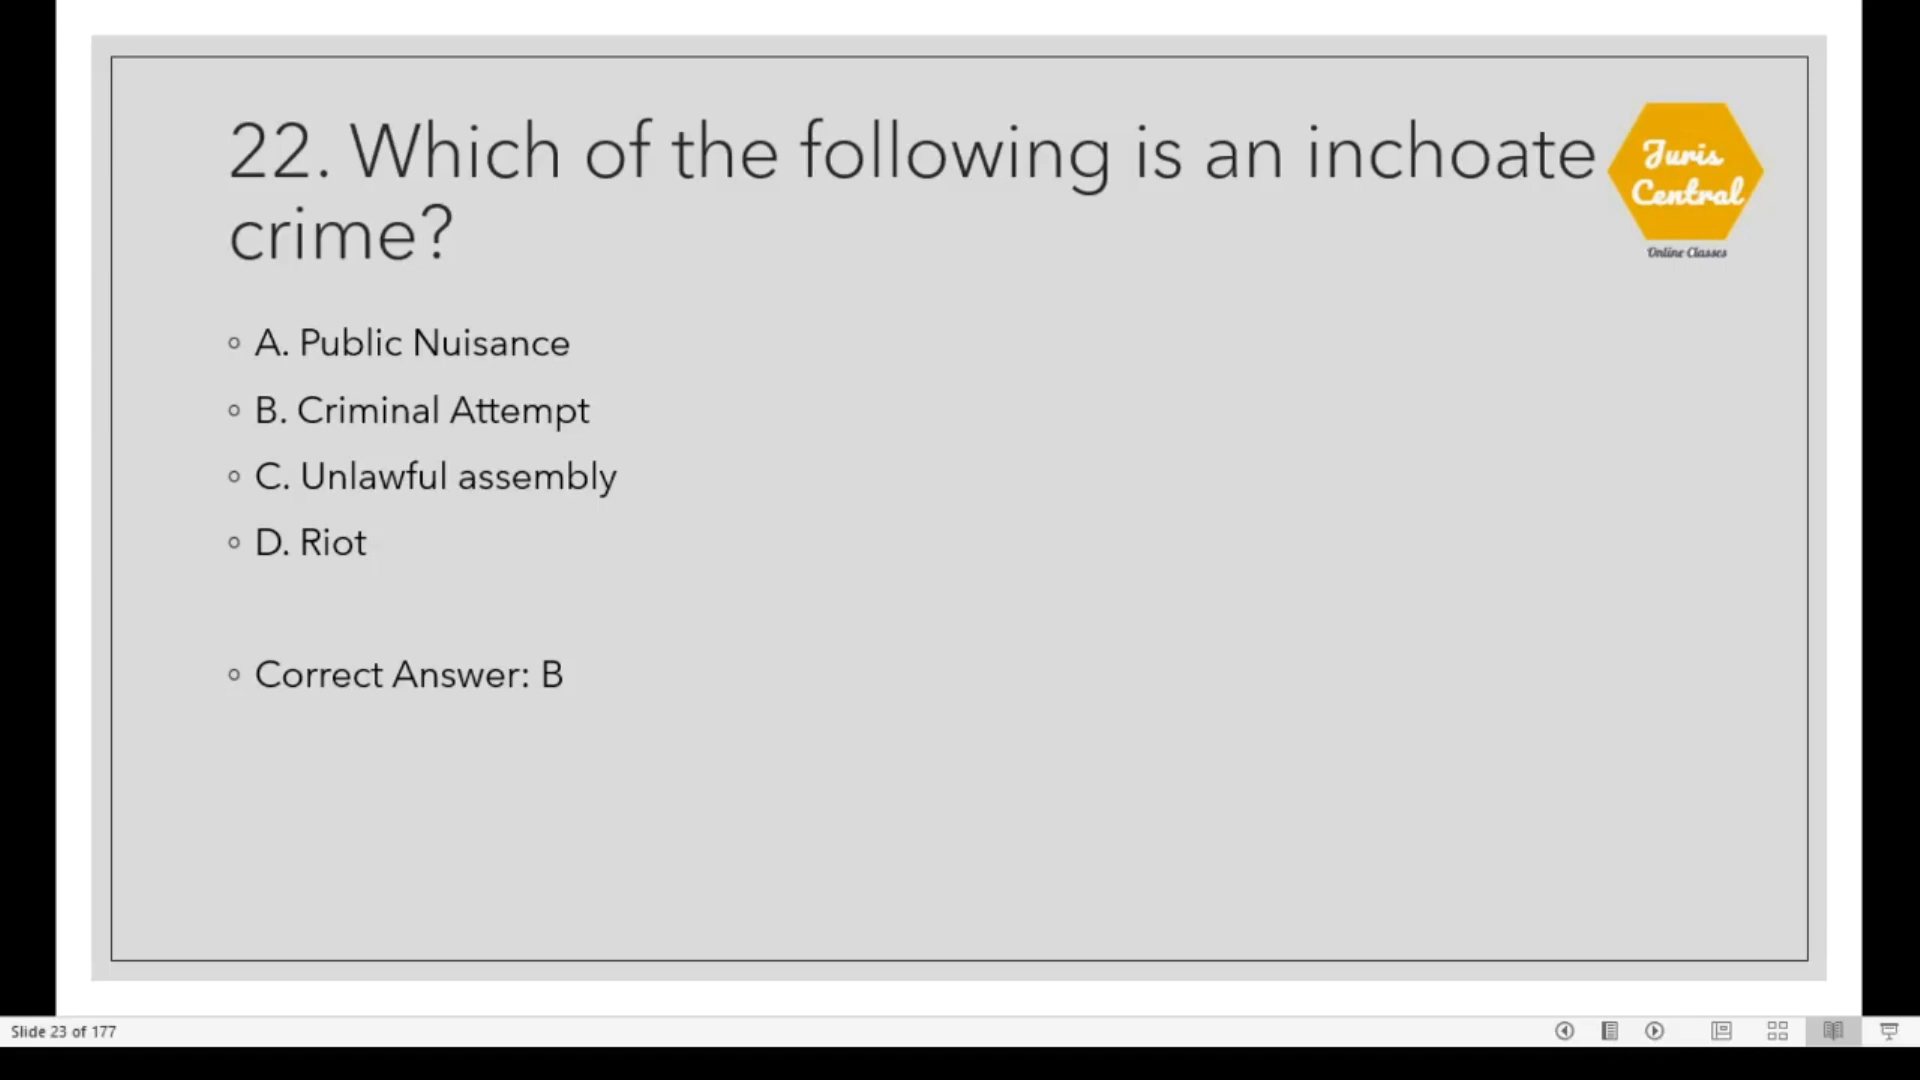 22. Which of the following is an inchoate
crime?
Juris
Central
Online Classes
A. Public Nuisance
B. Criminal Attempt
C. Unlawful assembly
D. Riot
Correct Answer: B
Slide 23 of 177